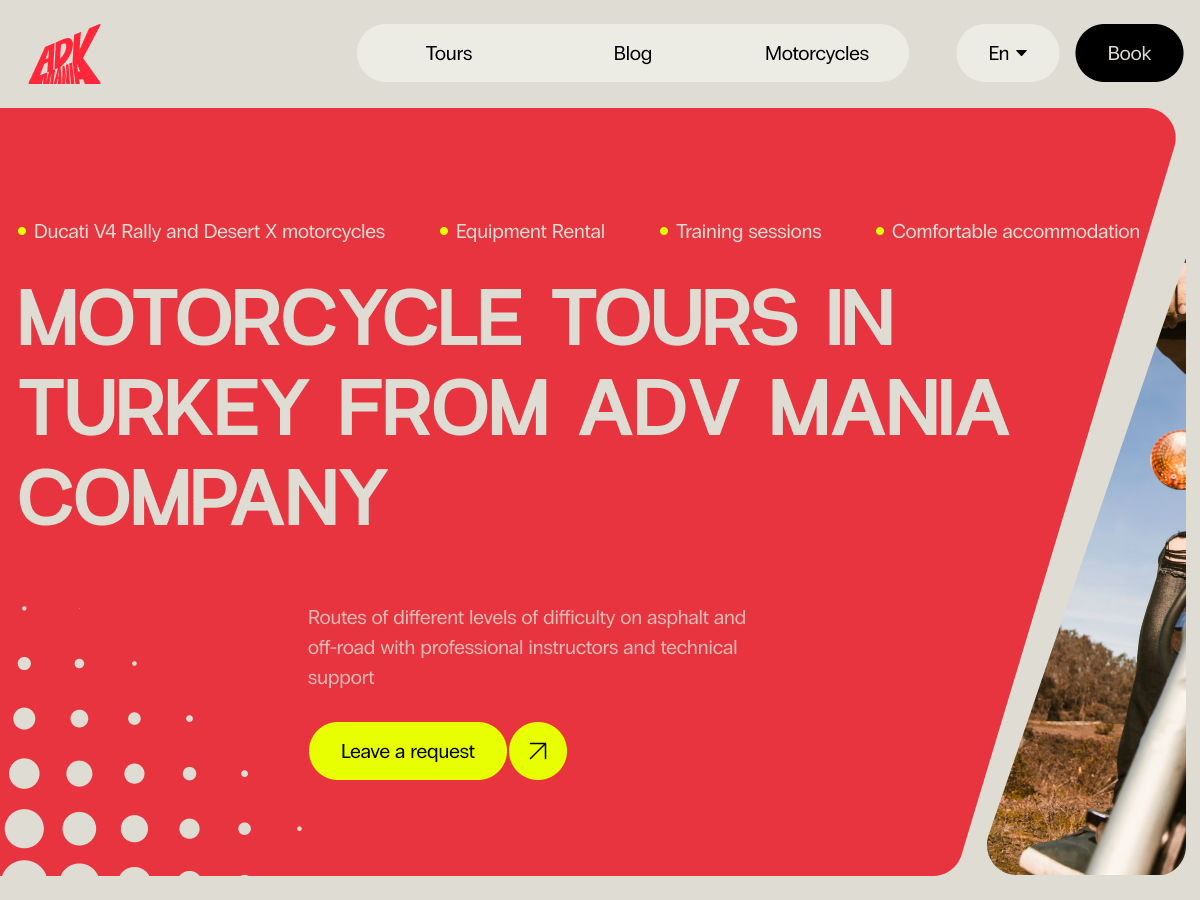 ADV MANIA
Tours
Blog
Motorcycles
En
Book
Ducati V4 Rally and Desert X motorcycles
Equipment Rental
Training sessions
Comfortable accommodation
MOTORCYCLE TOURS IN
TURKEY FROM ADV MANIA
COMPANY
Routes of different levels of difficulty on asphalt and
off-road with professional instructors and technical
support
Leave a request